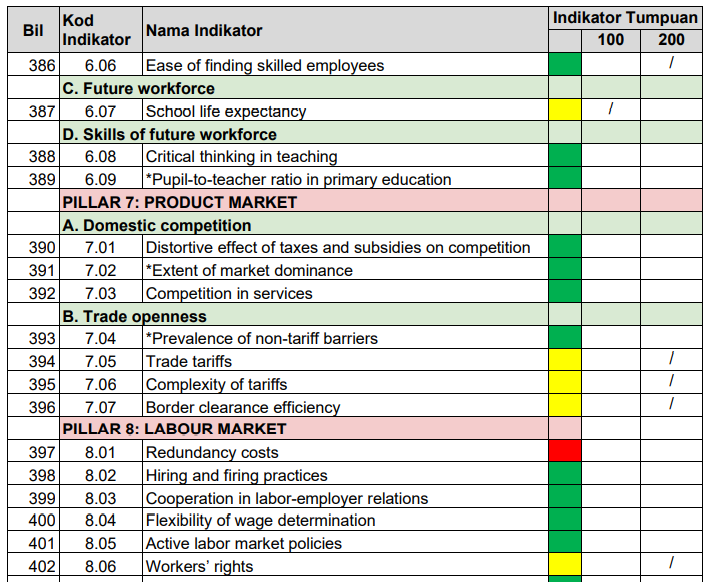 Bil Kod Indikator Nama Indikator Indikator Tumpuan
100 200
386 6.06 Ease of finding skilled employees /
C. Future workforce
387 6.07 School life expectancy /
D. Skills of future workforce
388 6.08 Critical thinking in teaching
389 6.09 *Pupil-to-teacher ratio in primary education
PILLAR 7: PRODUCT MARKET
A. Domestic competition
390 7.01 Distortive effect of taxes and subsidies on competition
391 7.02 *Extent of market dominance
392 7.03 Competition in services
B. Trade openness
393 7.04 *Prevalence of non-tariff barriers
394 7.05 Trade tariffs /
395 7.06 Complexity of tariffs /
396 7.07 Border clearance efficiency /
PILLAR 8: LABOUR MARKET
397 8.01 Redundancy costs
398 8.02 Hiring and firing practices
399 8.03 Cooperation in labor-employer relations
400 8.04 Flexibility of wage determination
401 8.05 Active labor market policies
402 8.06 Workers’ rights /